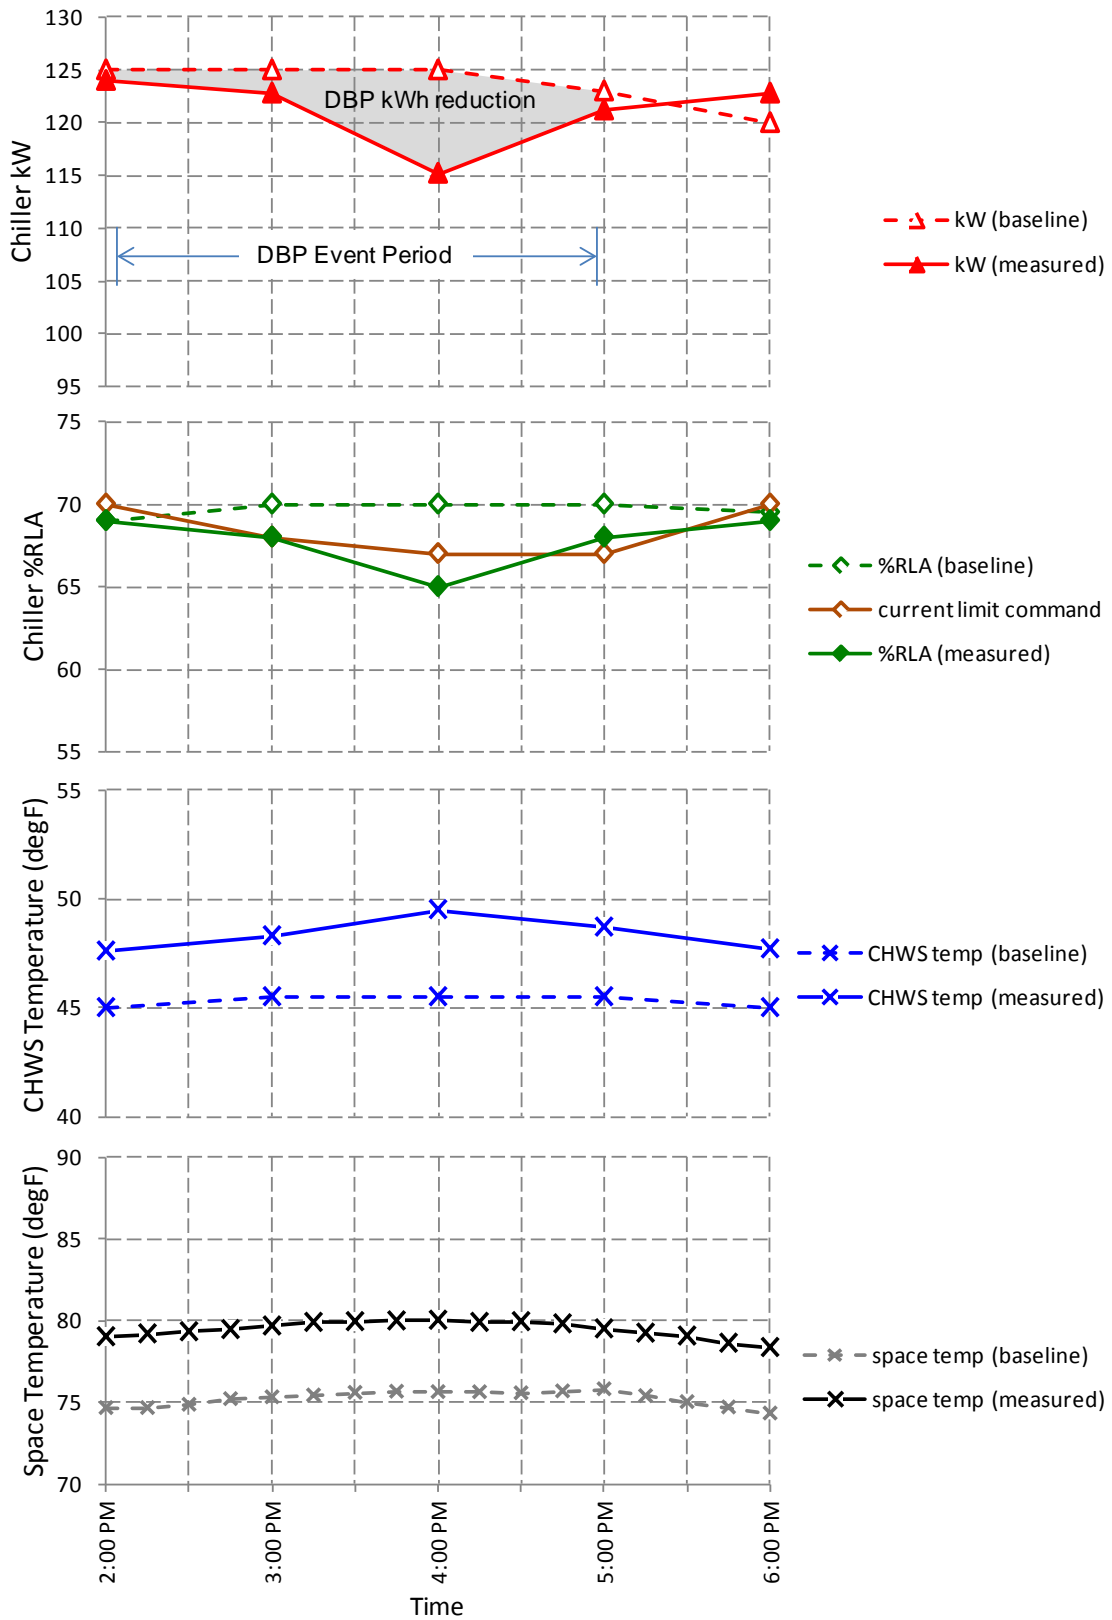 Chiller kW
130
125
120
115
110
105
100
95
DBP kWh reduction
DBP Event Period
kW (baseline)
kW (measured)
Chiller %RLA
75
70
65
60
55
%RLA (baseline)
current limit command
%RLA (measured)
CHWS Temperature (degF)
55
50
45
40
CHWS temp (baseline)
CHWS temp (measured)
Space Temperature (degF)
90
85
80
75
70
space temp (baseline)
space temp (measured)
2:00 PM
3:00 PM
4:00 PM
5:00 PM
6:00 PM
Time